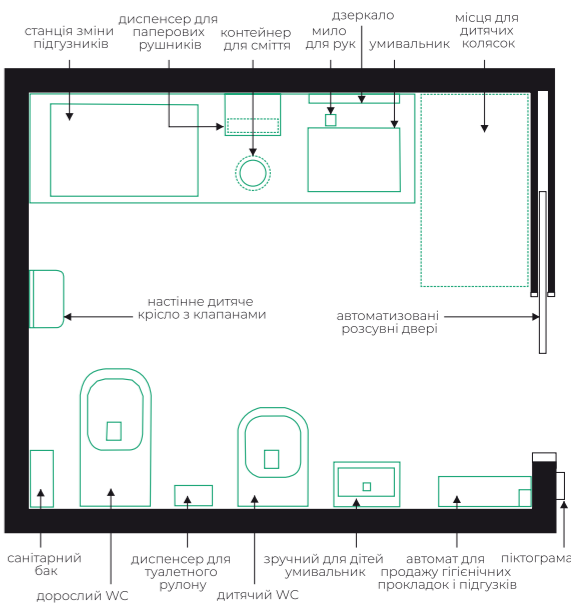 станція зміни
підгузників
диспенсер для
паперових
рушників
контейнер
для сміття
мило
для рук
дзеркало
умивальник
місця для
дитячих
колясок
настінне дитяче
крісло з клапанами
автоматизовані
розсувні двері
санітарний
бак
дорослий WC
диспенсер для
туалетного
рулону
дитячий WC
зручний для дітей
умивальник
автомат для
продажу гігієнічних
прокладок і підгузків
піктограма